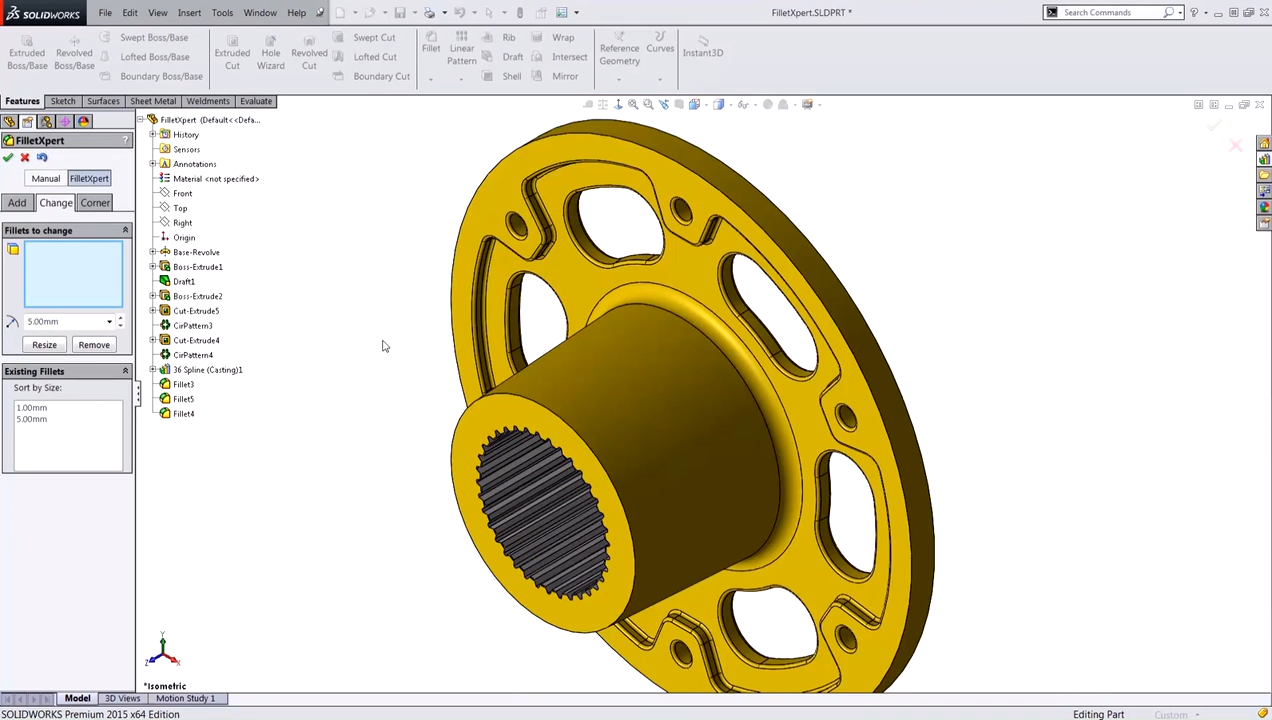 SOLIDWORKS
File Edit View Insert Tools Window Help
FilletXpert.SLDPRT *
Search Commands
Extruded Boss/Base
Revolved Boss/Base
Swept Boss/Base
Lofted Boss/Base
Boundary Boss/Base
Extruded Cut
Hole Wizard
Revolved Cut
Swept Cut
Lofted Cut
Boundary Cut
Fillet
Linear Pattern
Rib
Draft
Shell
Wrap
Intersect
Mirror
Reference Geometry
Curves
Instant3D
Features Sketch Surfaces Sheet Metal Weldments Evaluate
FilletXpert
?
Manual FilletXpert
Add Change Corner
Fillets to change
5.00mm
Resize Remove
Existing Fillets
Sort by Size:
1.00mm
5.00mm
FilletXpert (Default<<Defa...
History
Sensors
Annotations
Material <not specified>
Front
Top
Right
Origin
Base-Revolve
Boss-Extrude1
Draft1
Boss-Extrude2
Cut-Extrude5
CirPattern3
Cut-Extrude4
CirPattern4
36 Spline (Casting)1
Fillet3
Fillet5
Fillet4
Y
Z
X
*Isometric
Model 3D Views Motion Study 1
SOLIDWORKS Premium 2015 x64 Edition
Editing Part
Custom